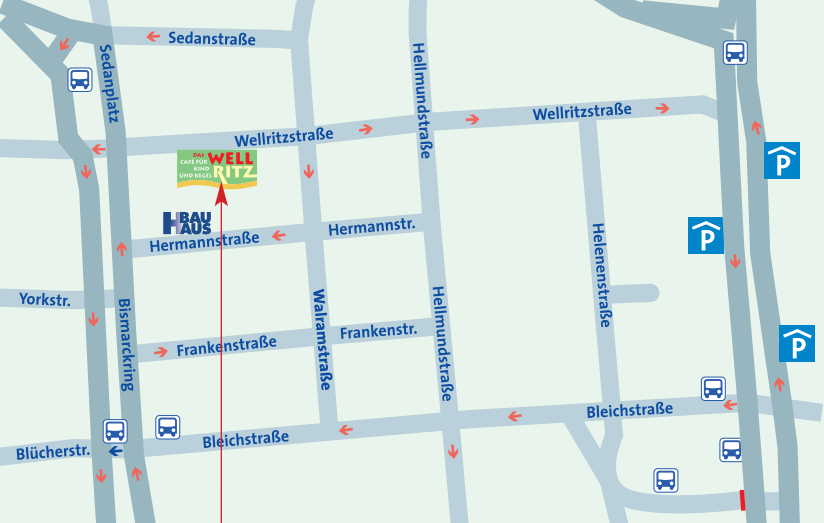 Sedanstraße
Sedanplatz
Hellmundstraße
Wellritzstraße
Wellritzstraße
DAS
WELL
RITZ
CAFÉ FÜR
KIND
UND KEGEL
P
BAU
HAUS
Hermannstraße
Hermannstr.
Helenenstraße
P
Yorkstr.
Bismarckring
Walramstraße
Hellmundstraße
Frankenstraße
Frankenstr.
P
Bleichstraße
Bleichstraße
Blücherstr.